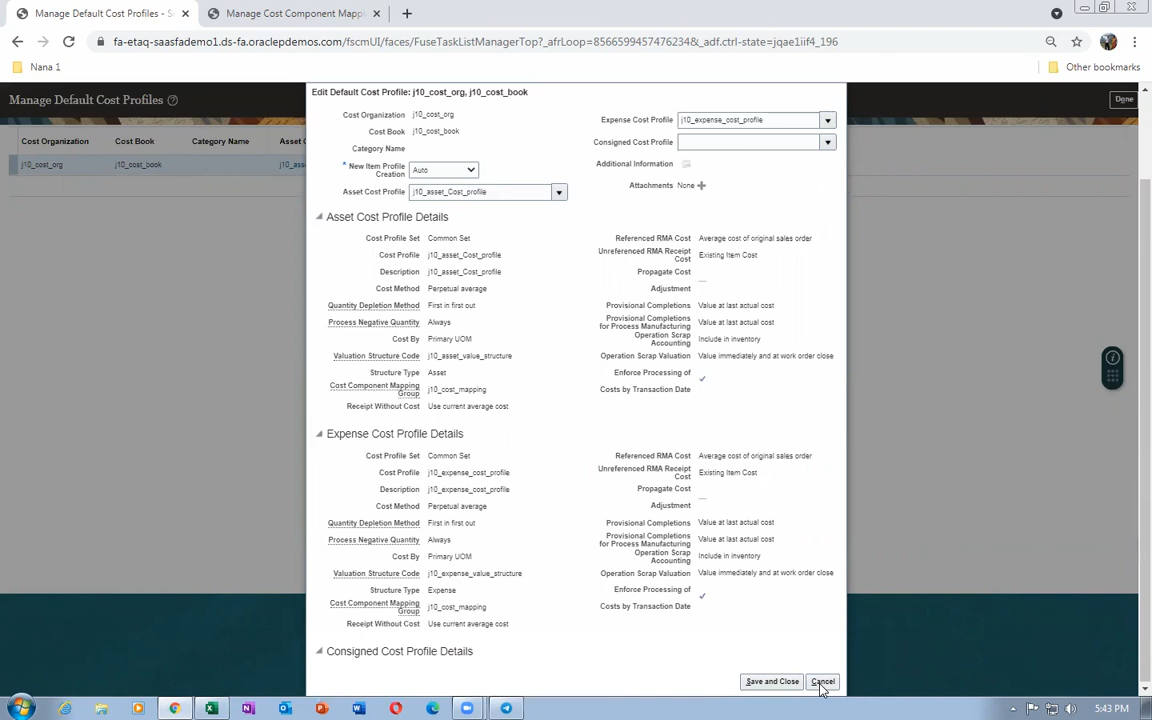 Manage Default Cost Profiles - S
Manage Cost Component Mapp
fa-etaq-saasfademo1.ds-fa.oraclepdemos.com/fscmUI/faces/FuseTaskListManagerTop?_afrLoop=8566599457476234&_adf.ctrl-state=jqae1iif4_196
Nana 1
Other bookmarks
Manage Default Cost Profiles
Done
Cost Organization
Cost Book
Category Name
Asset C
j10_cost_org
j10_cost_book
j10_ass
Edit Default Cost Profile: j10_cost_org, j10_cost_book
Cost Organization j10_cost_org
Cost Book j10_cost_book
Category Name
* New Item Profile
Creation
Auto
Asset Cost Profile j10_asset_Cost_profile
Expense Cost Profile j10_expense_cost_profile
Consigned Cost Profile
Additional Information
Attachments None
Asset Cost Profile Details
Cost Profile Set Common Set
Cost Profile j10_asset_Cost_profile
Description j10_asset_Cost_profile
Cost Method Perpetual average
Quantity Depletion Method First in first out
Process Negative Quantity Always
Cost By Primary UOM
Valuation Structure Code j10_asset_value_structure
Structure Type Asset
Cost Component Mapping
Group
j10_cost_mapping
Receipt Without Cost Use current average cost
Referenced RMA Cost Average cost of original sales order
Unreferenced RMA Receipt
Cost
Existing Item Cost
Propagate Cost
Adjustment
Provisional Completions Value at last actual cost
Provisional Completions
for Process Manufacturing
Value at last actual cost
Operation Scrap
Accounting
Include in inventory
Operation Scrap Valuation Value immediately and at work order close
Enforce Processing of
Costs by Transaction Date
Expense Cost Profile Details
Cost Profile Set Common Set
Cost Profile j10_expense_cost_profile
Description j10_expense_cost_profile
Cost Method Perpetual average
Quantity Depletion Method First in first out
Process Negative Quantity Always
Cost By Primary UOM
Valuation Structure Code j10_expense_value_structure
Structure Type Expense
Cost Component Mapping
Group
j10_cost_mapping
Receipt Without Cost Use current average cost
Referenced RMA Cost Average cost of original sales order
Unreferenced RMA Receipt
Cost
Existing Item Cost
Propagate Cost
Adjustment
Provisional Completions Value at last actual cost
Provisional Completions
for Process Manufacturing
Value at last actual cost
Operation Scrap
Accounting
Include in inventory
Operation Scrap Valuation Value immediately and at work order close
Enforce Processing of
Costs by Transaction Date
Consigned Cost Profile Details
Save and Close
Cancel
5:43 PM